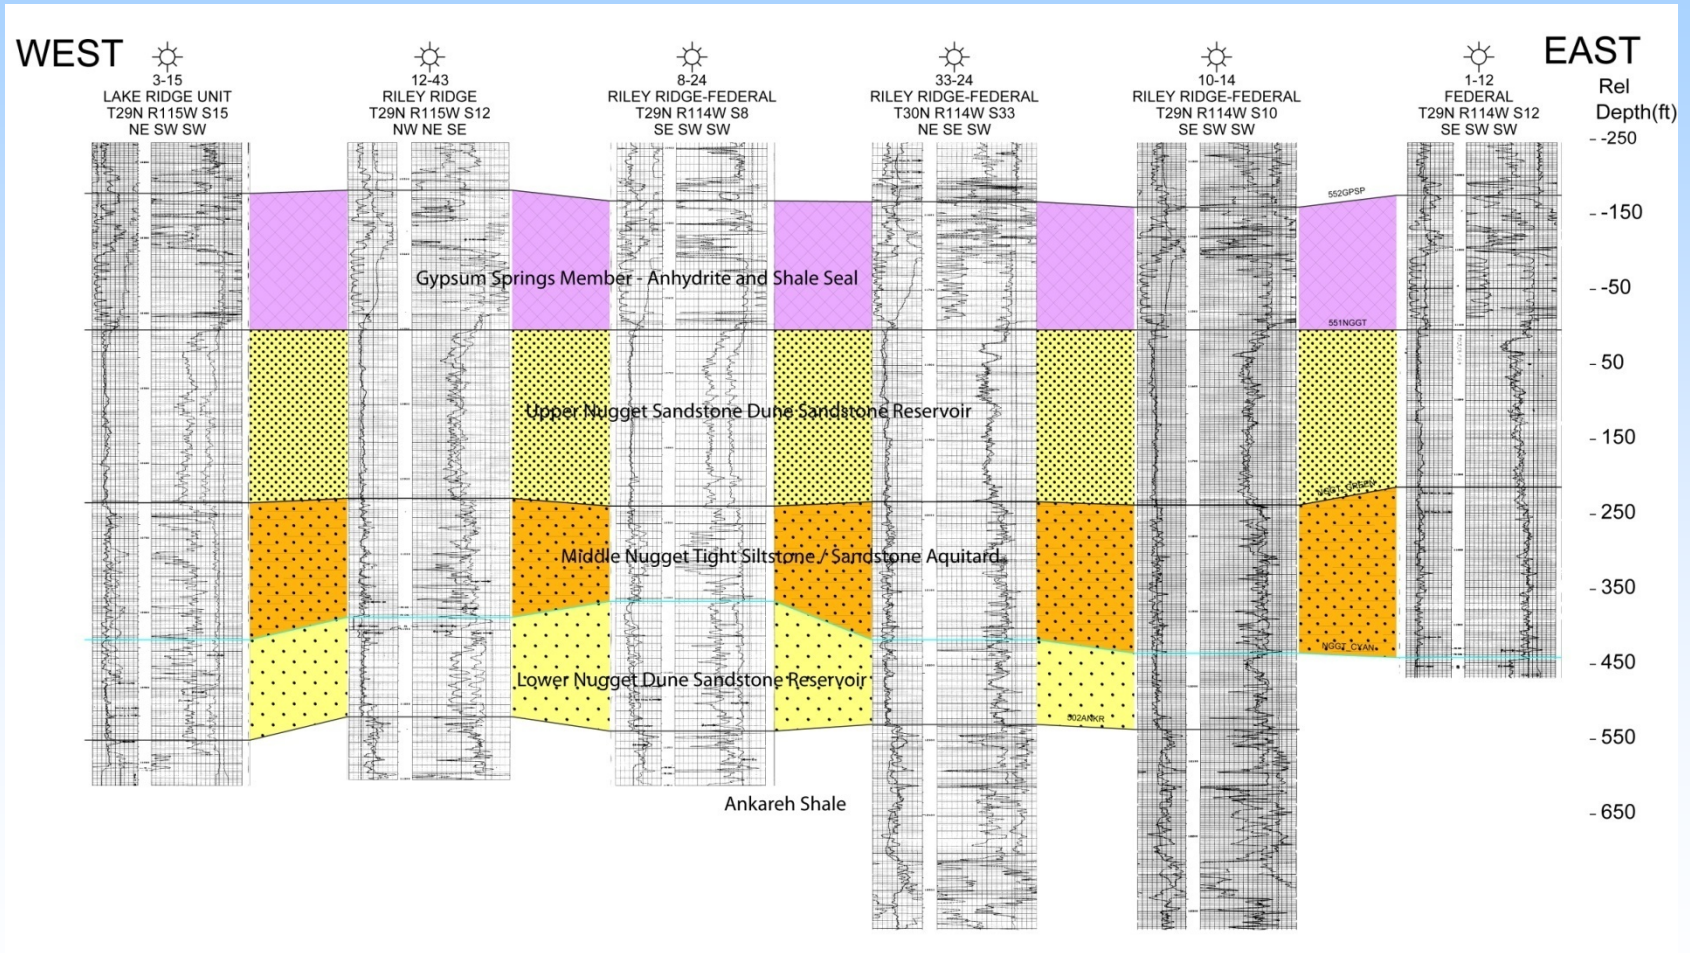 WEST
EAST
3-15
LAKE RIDGE UNIT
T29N R115W S15
NE SW SW
12-43
RILEY RIDGE
T29N R115W S12
NW NE SE
8-24
RILEY RIDGE-FEDERAL
T29N R114W S8
SE SW SW
33-24
RILEY RIDGE-FEDERAL
T30N R114W S33
NE SE SW
10-14
RILEY RIDGE-FEDERAL
T29N R114W S10
SE SW SW
1-12
FEDERAL
T29N R114W S12
SE SW SW
Rel
Depth(ft)
- -250
- -150
- -50
- 50
- 150
- 250
- 350
- 450
- 550
- 650
552GPSP
Gypsum Springs Member - Anhydrite and Shale Seal
551NGGT
Upper Nugget Sandstone Dune Sandstone Reservoir
NGGT_GREEN
Middle Nugget Tight Siltstone / Sandstone Aquitard
NGGT_CYAN
Lower Nugget Dune Sandstone Reservoir
502ANKR
Ankareh Shale